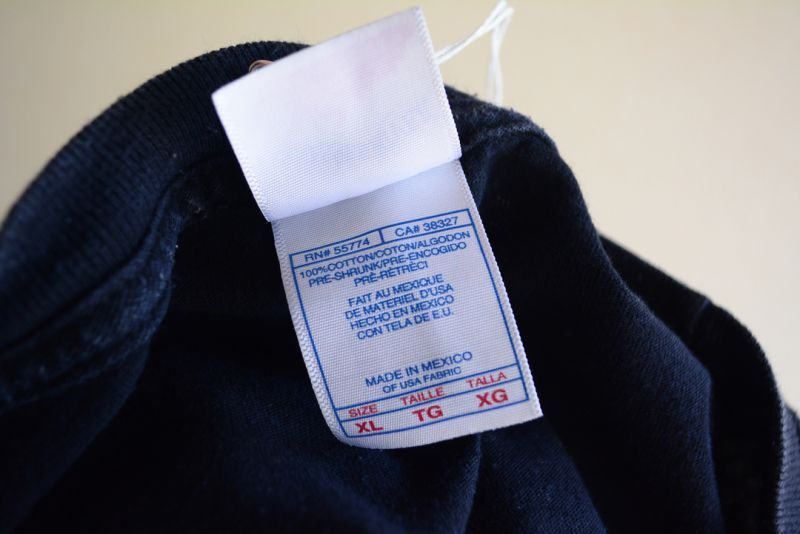 RN# 55774 CA# 38327
100%COTTON/COTON/ALGODON
PRE-SHRUNK/PRE-ENCOGIDO
PRÉ-RÉTRÉCI
FAIT AU MEXIQUE
DE MATERIEL D'USA
HECHO EN MEXICO
CON TELA DE E.U.
MADE IN MEXICO
OF USA FABRIC
SIZE TAILLE TALLA
XL TG XG